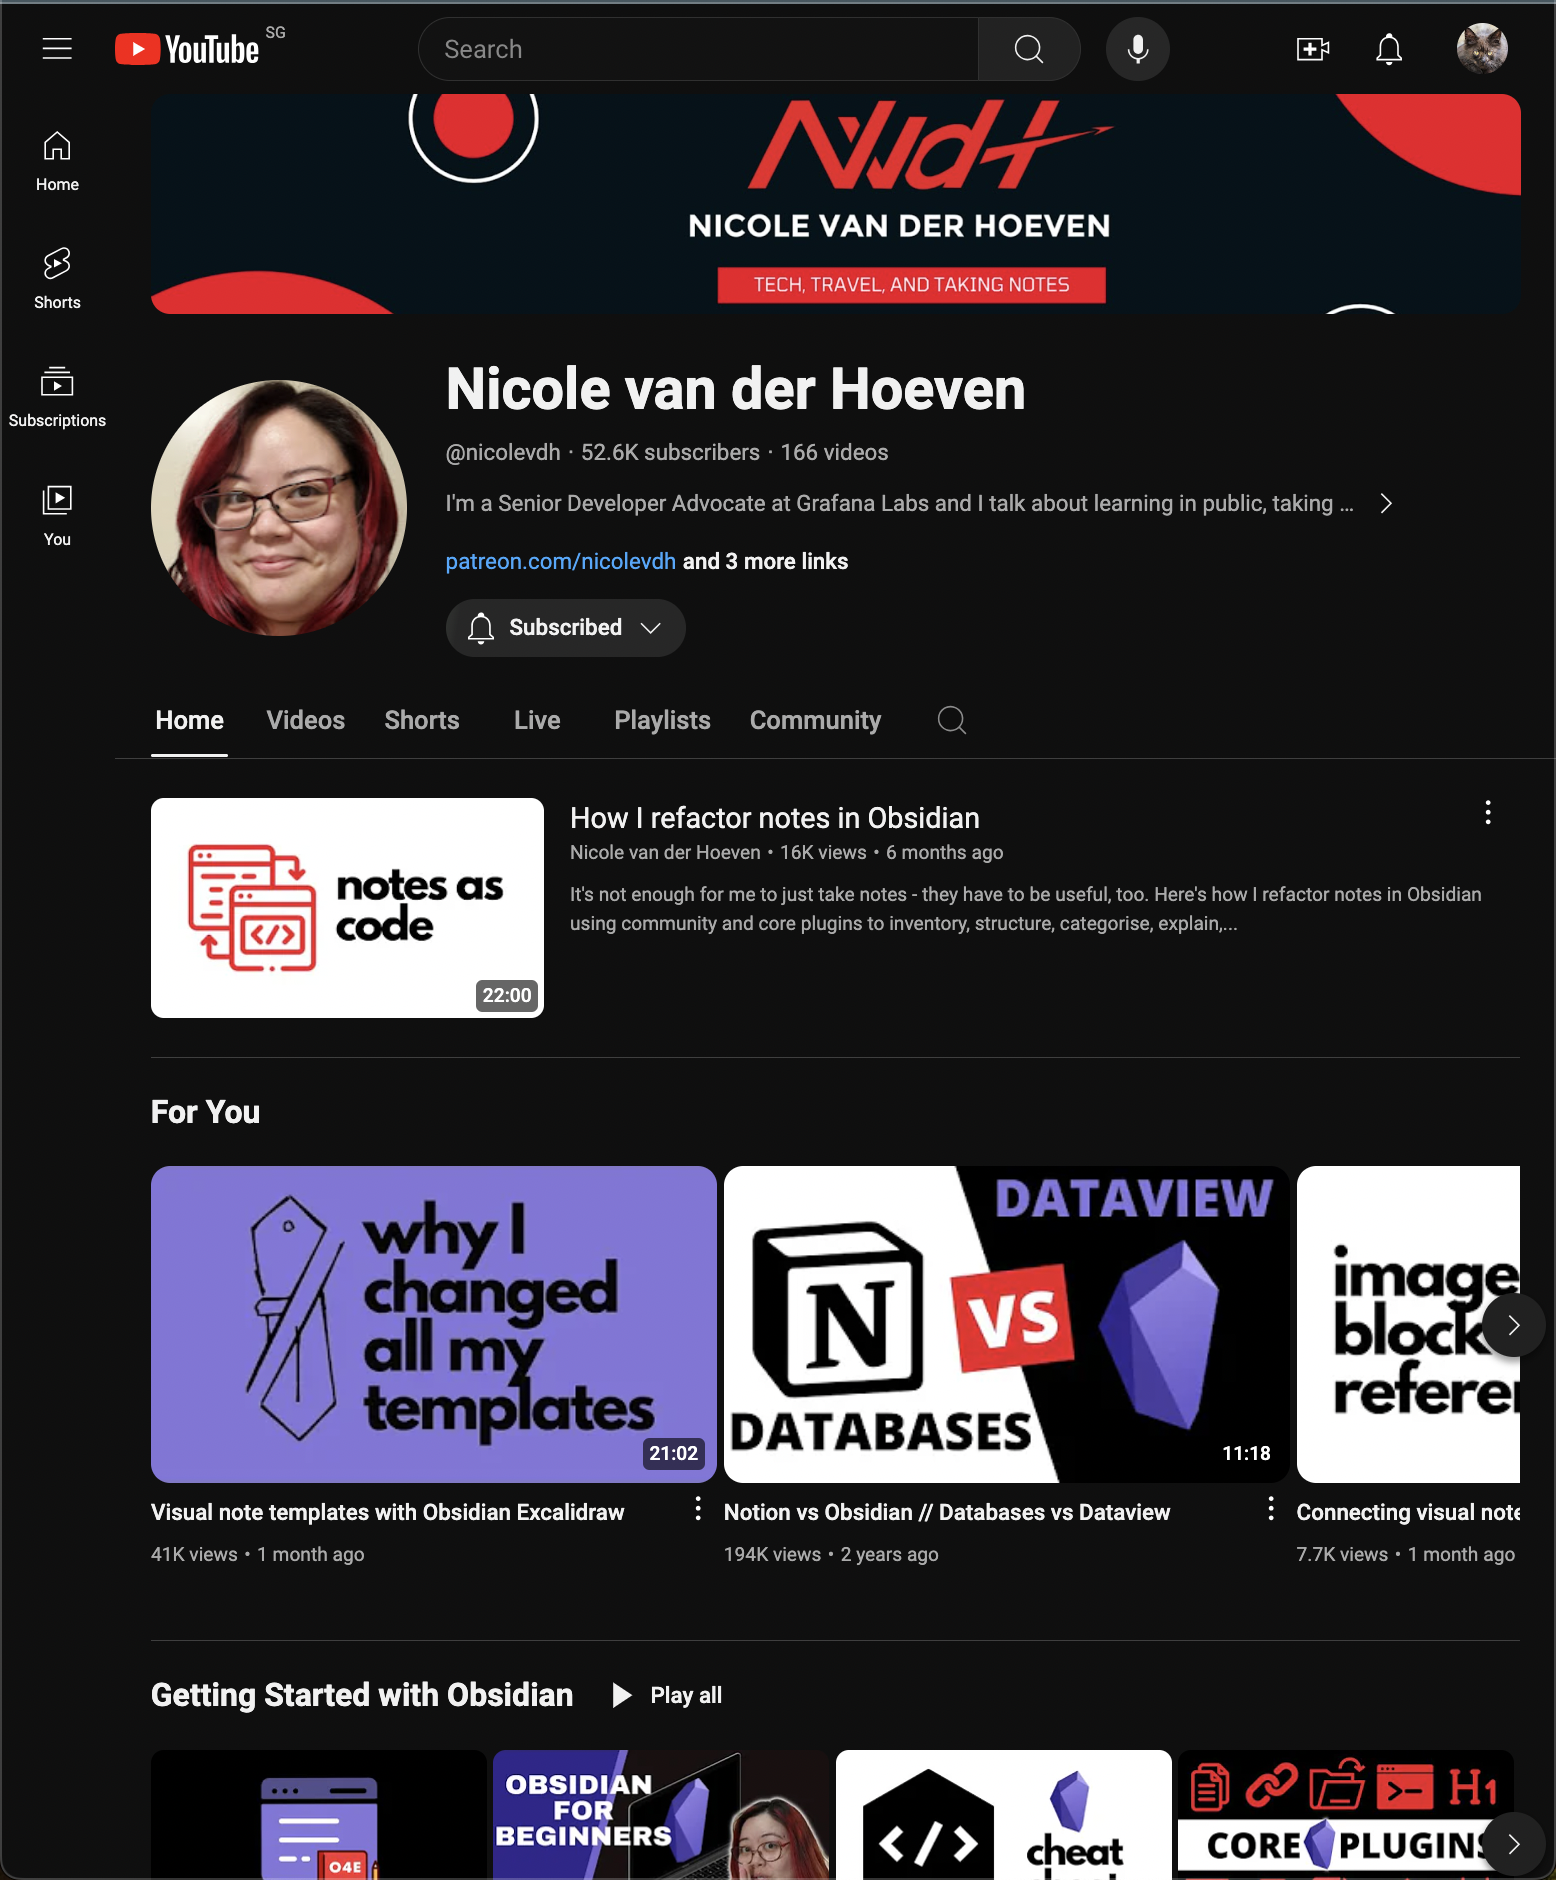 YouTube SG
Search
Home
Shorts
Subscriptions
You
NVdH
NICOLE VAN DER HOEVEN
TECH, TRAVEL, AND TAKING NOTES
Nicole van der Hoeven
@nicolevdh · 52.6K subscribers · 166 videos
I'm a Senior Developer Advocate at Grafana Labs and I talk about learning in public, taking ...
patreon.com/nicolevdh and 3 more links
Subscribed
Home Videos Shorts Live Playlists Community
notes as
code
22:00
How I refactor notes in Obsidian
Nicole van der Hoeven • 16K views • 6 months ago
It's not enough for me to just take notes - they have to be useful, too. Here's how I refactor notes in Obsidian
using community and core plugins to inventory, structure, categorise, explain,...
For You
why I
changed
all my
templates
21:02
Visual note templates with Obsidian Excalidraw
41K views • 1 month ago
DATAVIEW
N
VS
DATABASES
11:18
Notion vs Obsidian // Databases vs Dataview
194K views • 2 years ago
image
block
Connecting visual
7.7K views • 1 month ago
Getting Started with Obsidian
Play all
O4E
OBSIDIAN
FOR
BEGINNERS
</>
cheat
H1
CORE PLUGINS